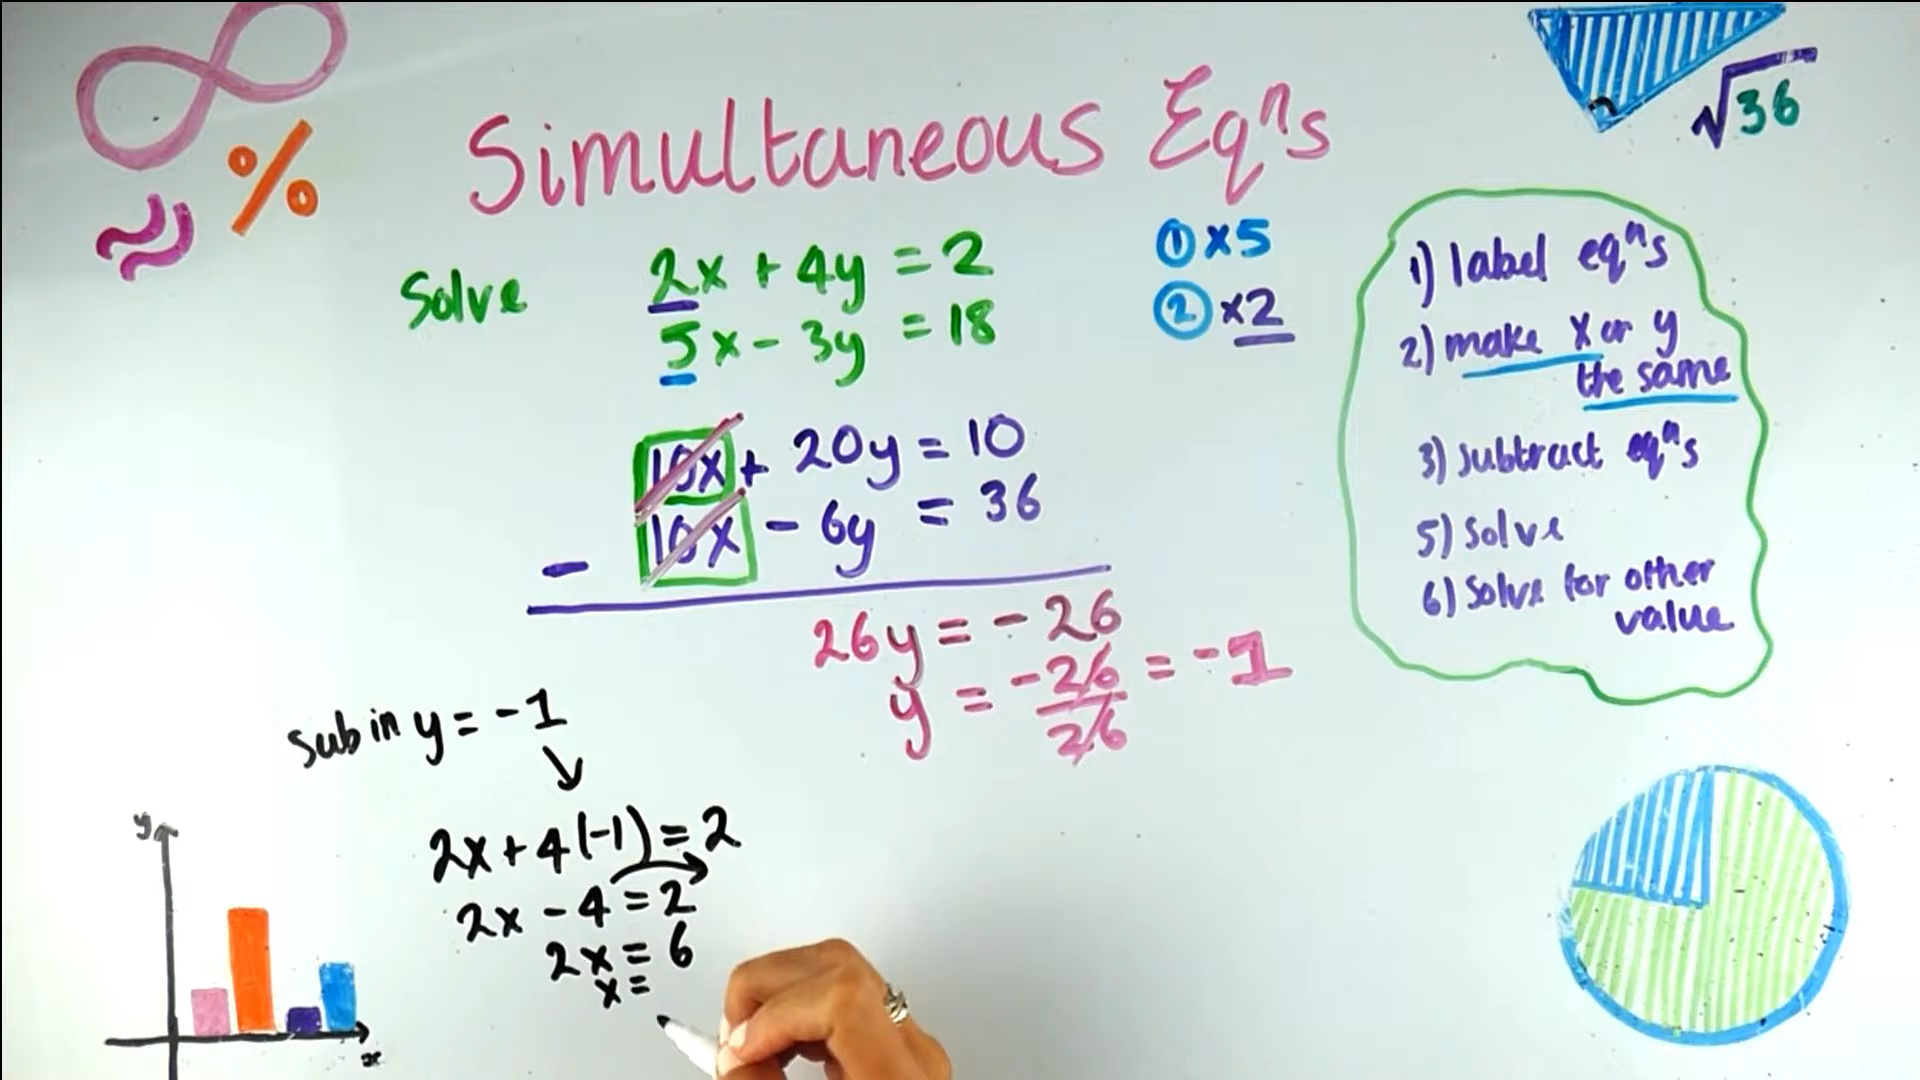 Simultaneous Eqⁿs
√36
%
Solve
2x + 4y = 2
5x - 3y = 18
① x5
② x2
10x + 20y = 10
- 10x - 6y = 36
26y = - 26
y = -26/26 = -1
1) label eqⁿs
2) make x or y
the same
3) subtract eqⁿs
5) Solve
6) Solve for other
value
sub in y = -1
↘
2x + 4(-1) = 2
2x - 4 = 2
2x = 6
x =
y
x